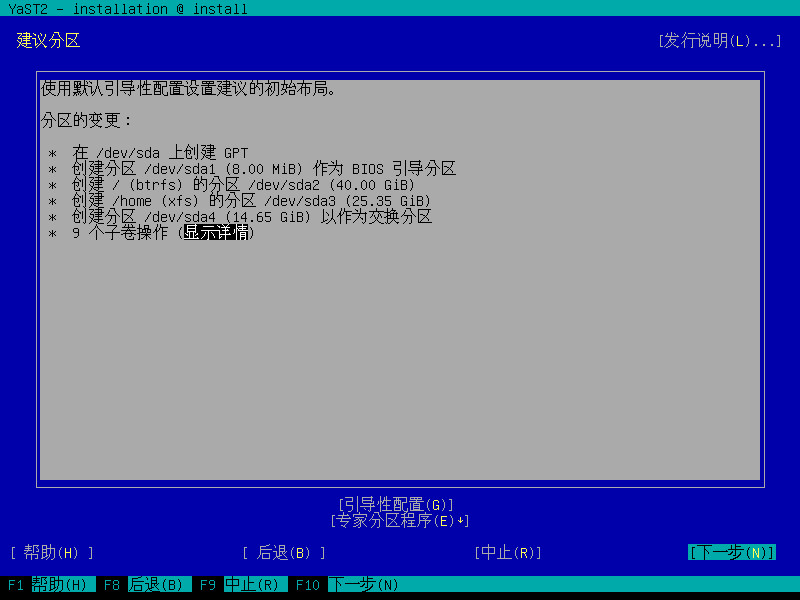 YaST2 - installation @ install
建议分区 [发行说明(L)...]
使用默认引导性配置设置建议的初始布局。
分区的变更：
* 在 /dev/sda 上创建 GPT
* 创建分区 /dev/sda1 (8.00 MiB) 作为 BIOS 引导分区
* 创建 / (btrfs) 的分区 /dev/sda2 (40.00 GiB)
* 创建 /home (xfs) 的分区 /dev/sda3 (25.35 GiB)
* 创建分区 /dev/sda4 (14.65 GiB) 以作为交换分区
* 9 个子卷操作 (显示详情)
[引导性配置(G)]
[专家分区程序(E)↓]
[ 帮助(H) ] [ 后退(B) ] [中止(R)] [下一步(N)]
F1 帮助(H) F8 后退(B) F9 中止(R) F10 下一步(N)